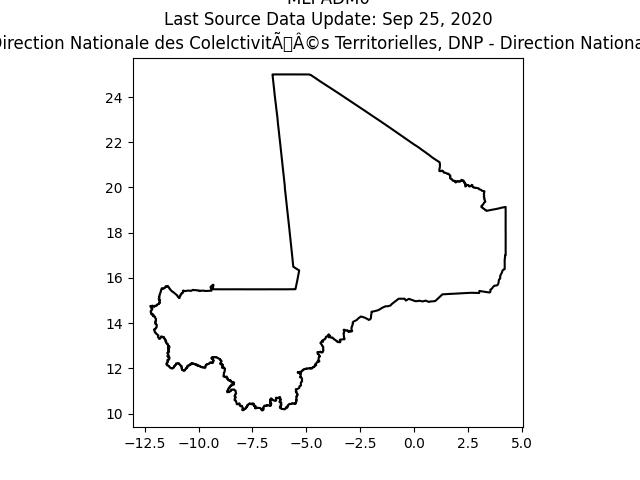 MLI ADM0
Last Source Data Update: Sep 25, 2020
Direction Nationale des ColelctivitÃ Â©s Territorielles, DNP - Direction Nationa
24
22
20
18
16
14
12
10
−12.5 −10.0 −7.5 −5.0 −2.5 0.0 2.5 5.0